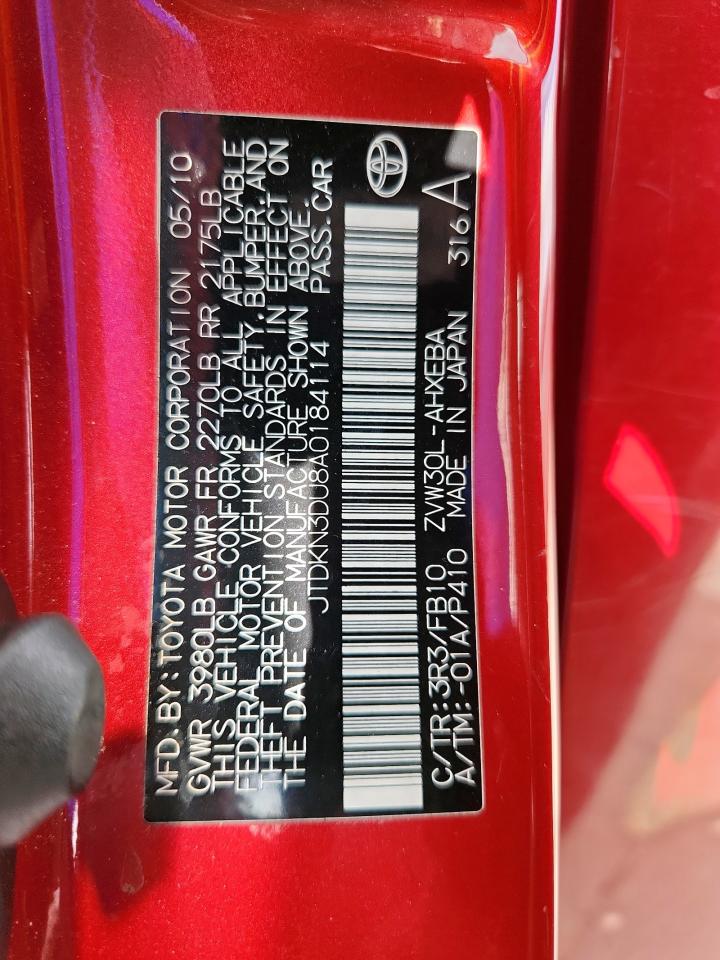 MFD. BY: TOYOTA MOTOR CORPORATION 05/10
GVWR 3980LB GAWR FR 2270LB RR 2175LB
THIS VEHICLE CONFORMS TO ALL APPLICABLE
FEDERAL MOTOR VEHICLE SAFETY, BUMPER, AND
THEFT PREVENTION STANDARDS IN EFFECT ON
THE DATE OF MANUFACTURE SHOWN ABOVE.
JTDKN3DU8A0184114 PASS. CAR
C/TR: 3R3/FB10 ZVW30L-AHXEBA
A/TM: -01A/P410 MADE IN JAPAN 316 A